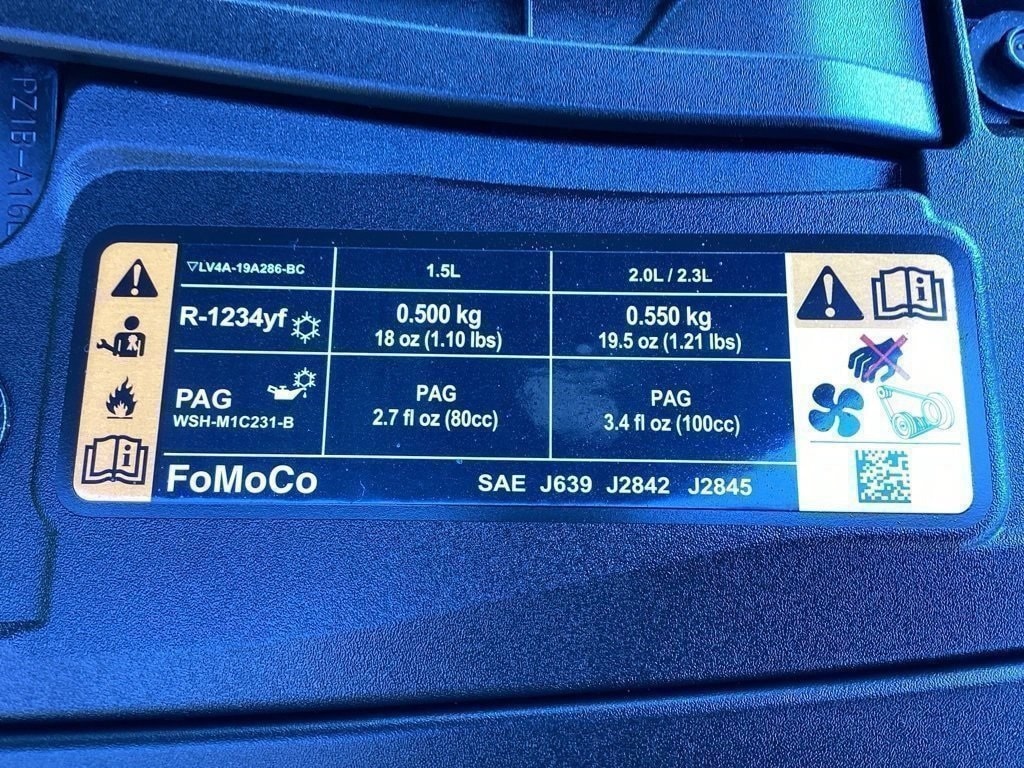 PZ1B-A16
▽LV4A-19A286-BC 1.5L 2.0L / 2.3L
R-1234yf 0.500 kg 0.550 kg
18 oz (1.10 lbs) 19.5 oz (1.21 lbs)
PAG PAG PAG
WSH-M1C231-B 2.7 fl oz (80cc) 3.4 fl oz (100cc)
FoMoCo SAE J639 J2842 J2845